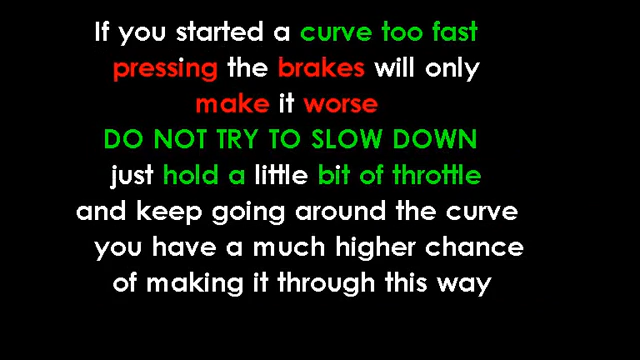 If you started a curve too fast
pressing the brakes will only
make it worse
DO NOT TRY TO SLOW DOWN
just hold a little bit of throttle
and keep going around the curve
you have a much higher chance
of making it through this way